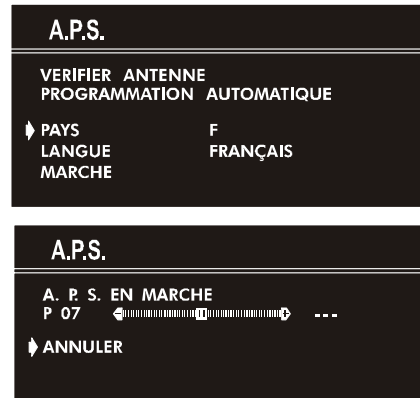 A.P.S.
VERIFIER ANTENNE
PROGRAMMATION AUTOMATIQUE
PAYS F
LANGUE FRANÇAIS
MARCHE
A.P.S.
A. P. S. EN MARCHE
P 07 - - -
ANNULER